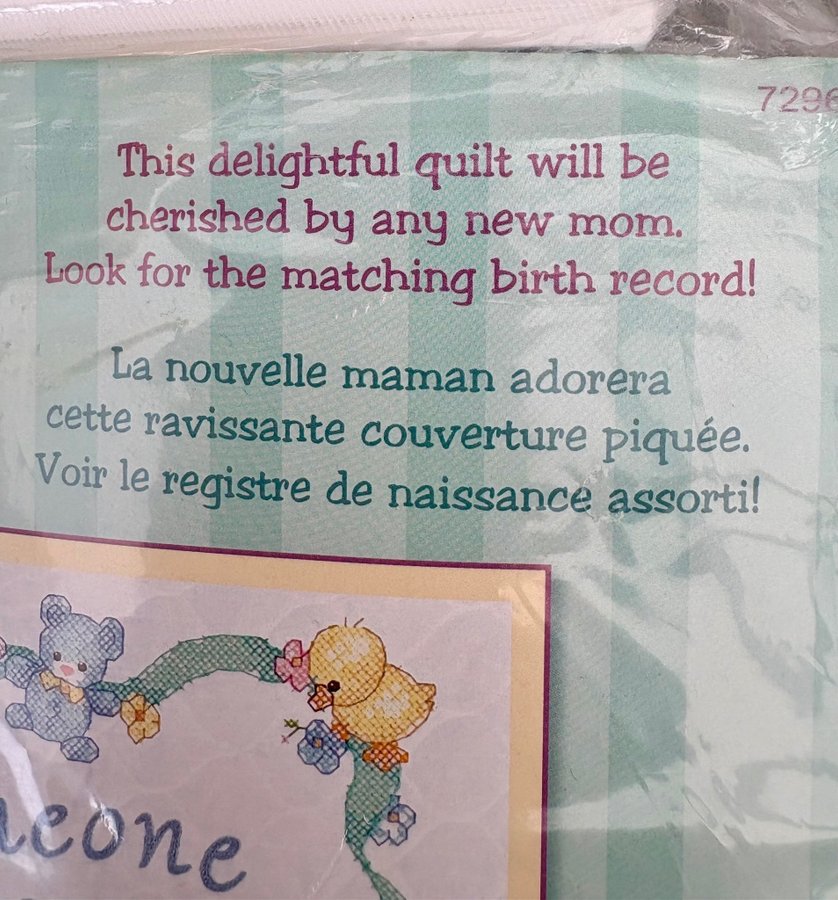 7296
This delightful quilt will be
cherished by any new mom.
Look for the matching birth record!
La nouvelle maman adorera
cette ravissante couverture piquée.
Voir le registre de naissance assorti!